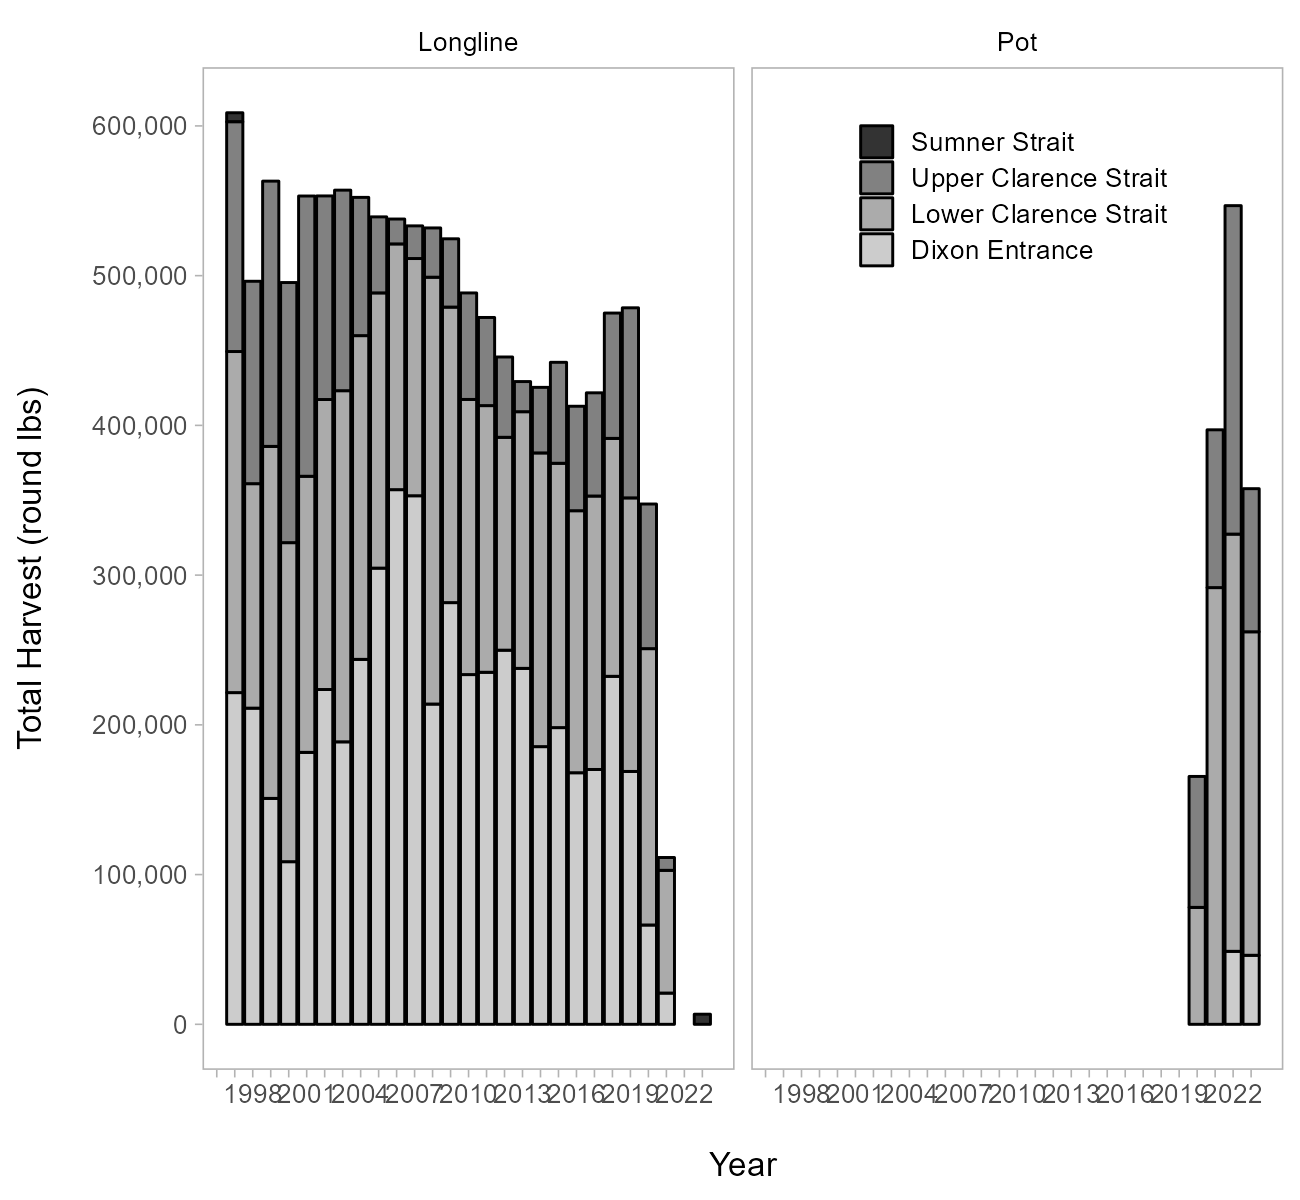 Longline
Pot
Total Harvest (round lbs)
600,000
500,000
400,000
300,000
200,000
100,000
0
Sumner Strait
Upper Clarence Strait
Lower Clarence Strait
Dixon Entrance
1998 2001 2004 2007 2010 2013 2016 2019 2022
1998 2001 2004 2007 2010 2013 2016 2019 2022
Year